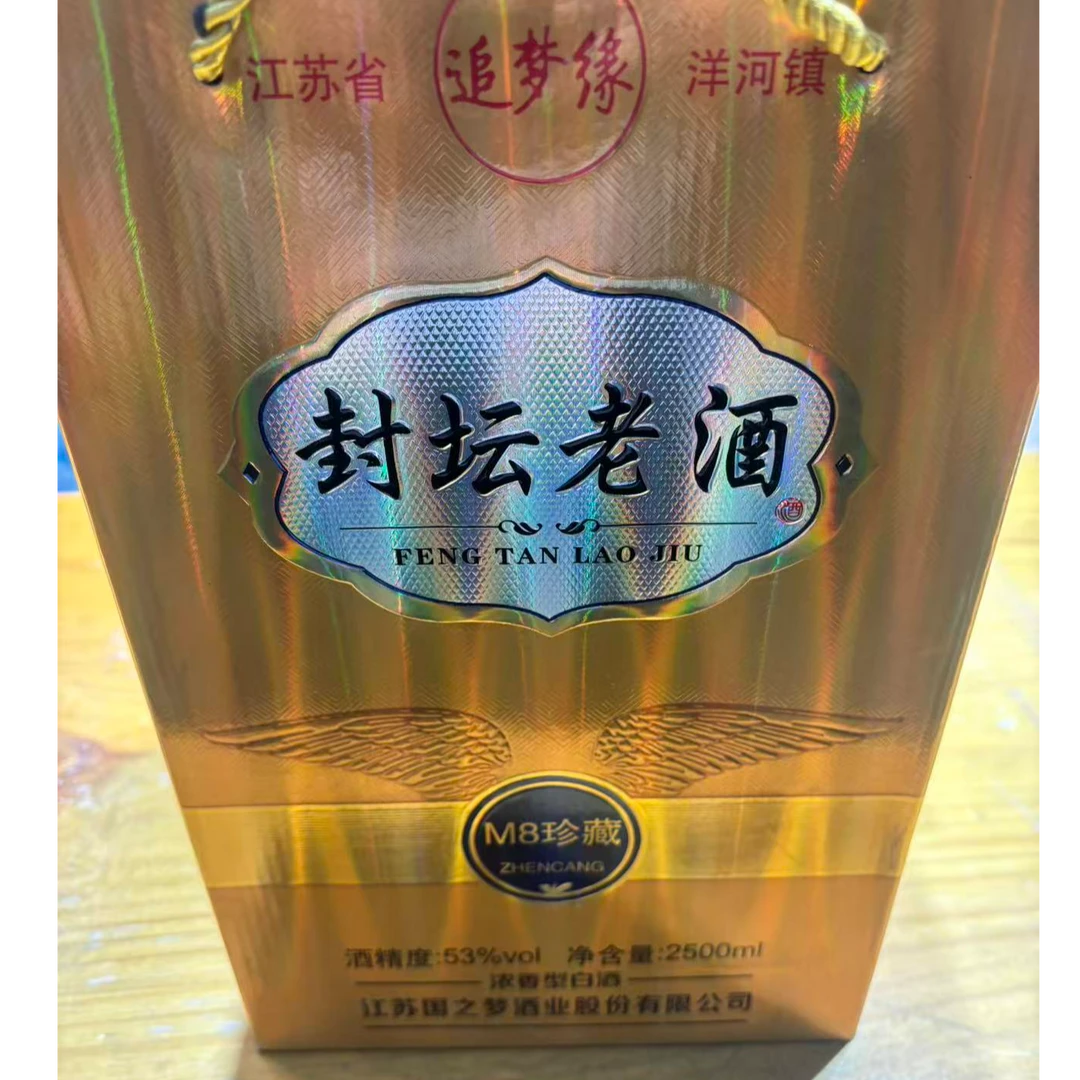 江苏省 追梦缘 洋河镇
封坛老酒
酒
FENG TAN LAO JIU
M8珍藏
ZHENCANG
酒精度:53%vol 净含量:2500ml
浓香型白酒
江苏国之梦酒业股份有限公司